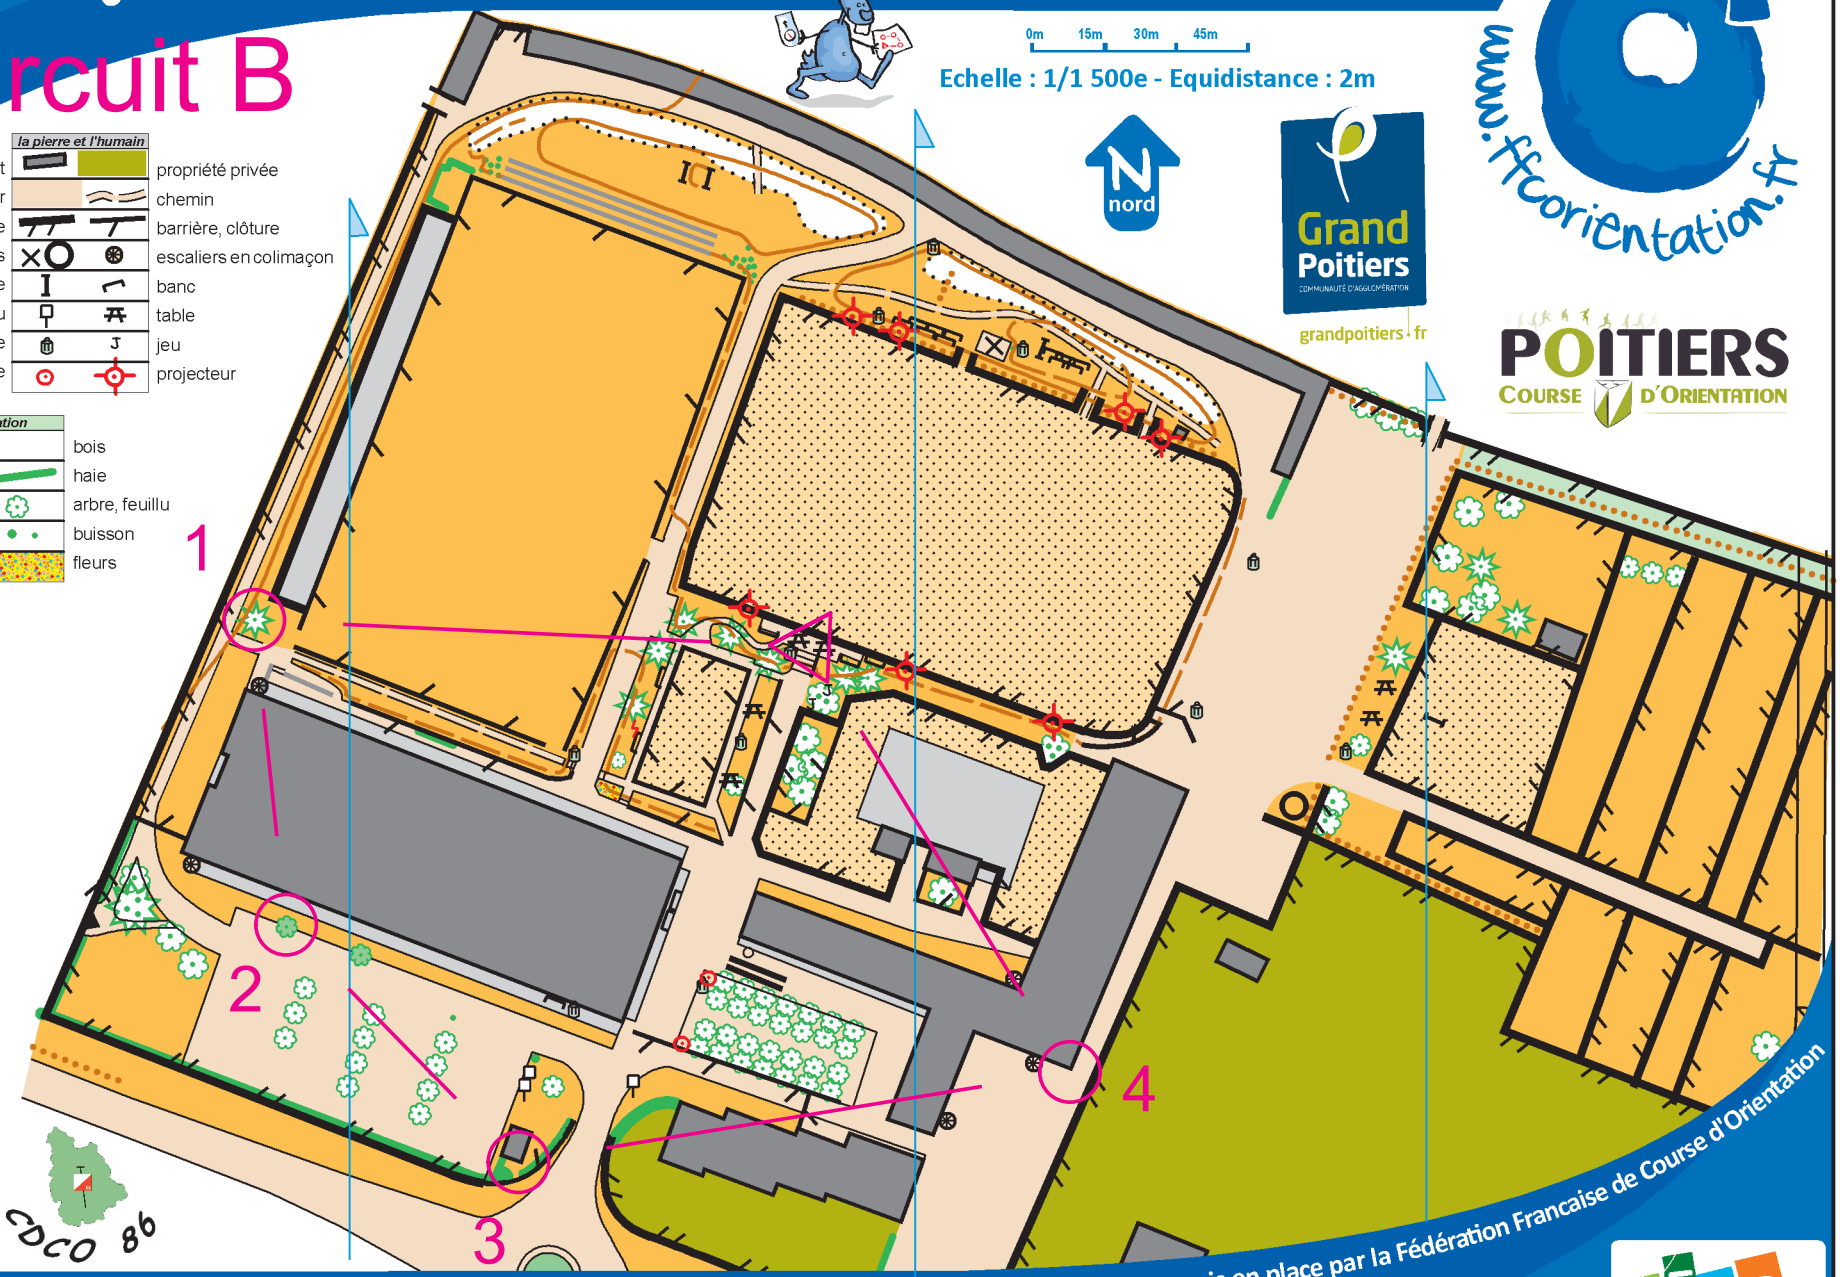 rcuit B
la pierre et l'humain
propriété privée
chemin
barrière, clôture
escaliers en colimaçon
banc
table
J jeu
projecteur
bois
haie
arbre, feuillu
buisson
fleurs
0m 15m 30m 45m
Echelle : 1/1 500e - Equidistance : 2m
N
nord
Grand
Poitiers
COMMUNAUTÉ D'AGGLOMÉRATION
grandpoitiers.fr
www.ffcorientation.fr
POITIERS
COURSE D'ORIENTATION
1
2
3
4
CDCO 86
en place par la Fédération Francaise de Course d'Orientation